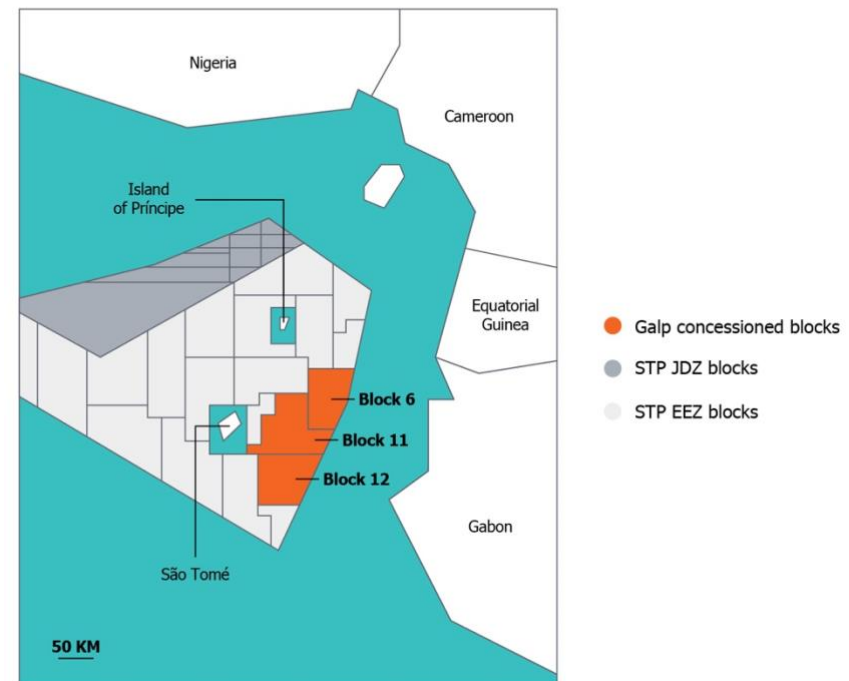 Nigeria
Cameroon
Island
of Príncipe
Equatorial
Guinea
Galp concessioned blocks
STP JDZ blocks
STP EEZ blocks
Block 6
Block 11
Block 12
Gabon
São Tomé
50 KM